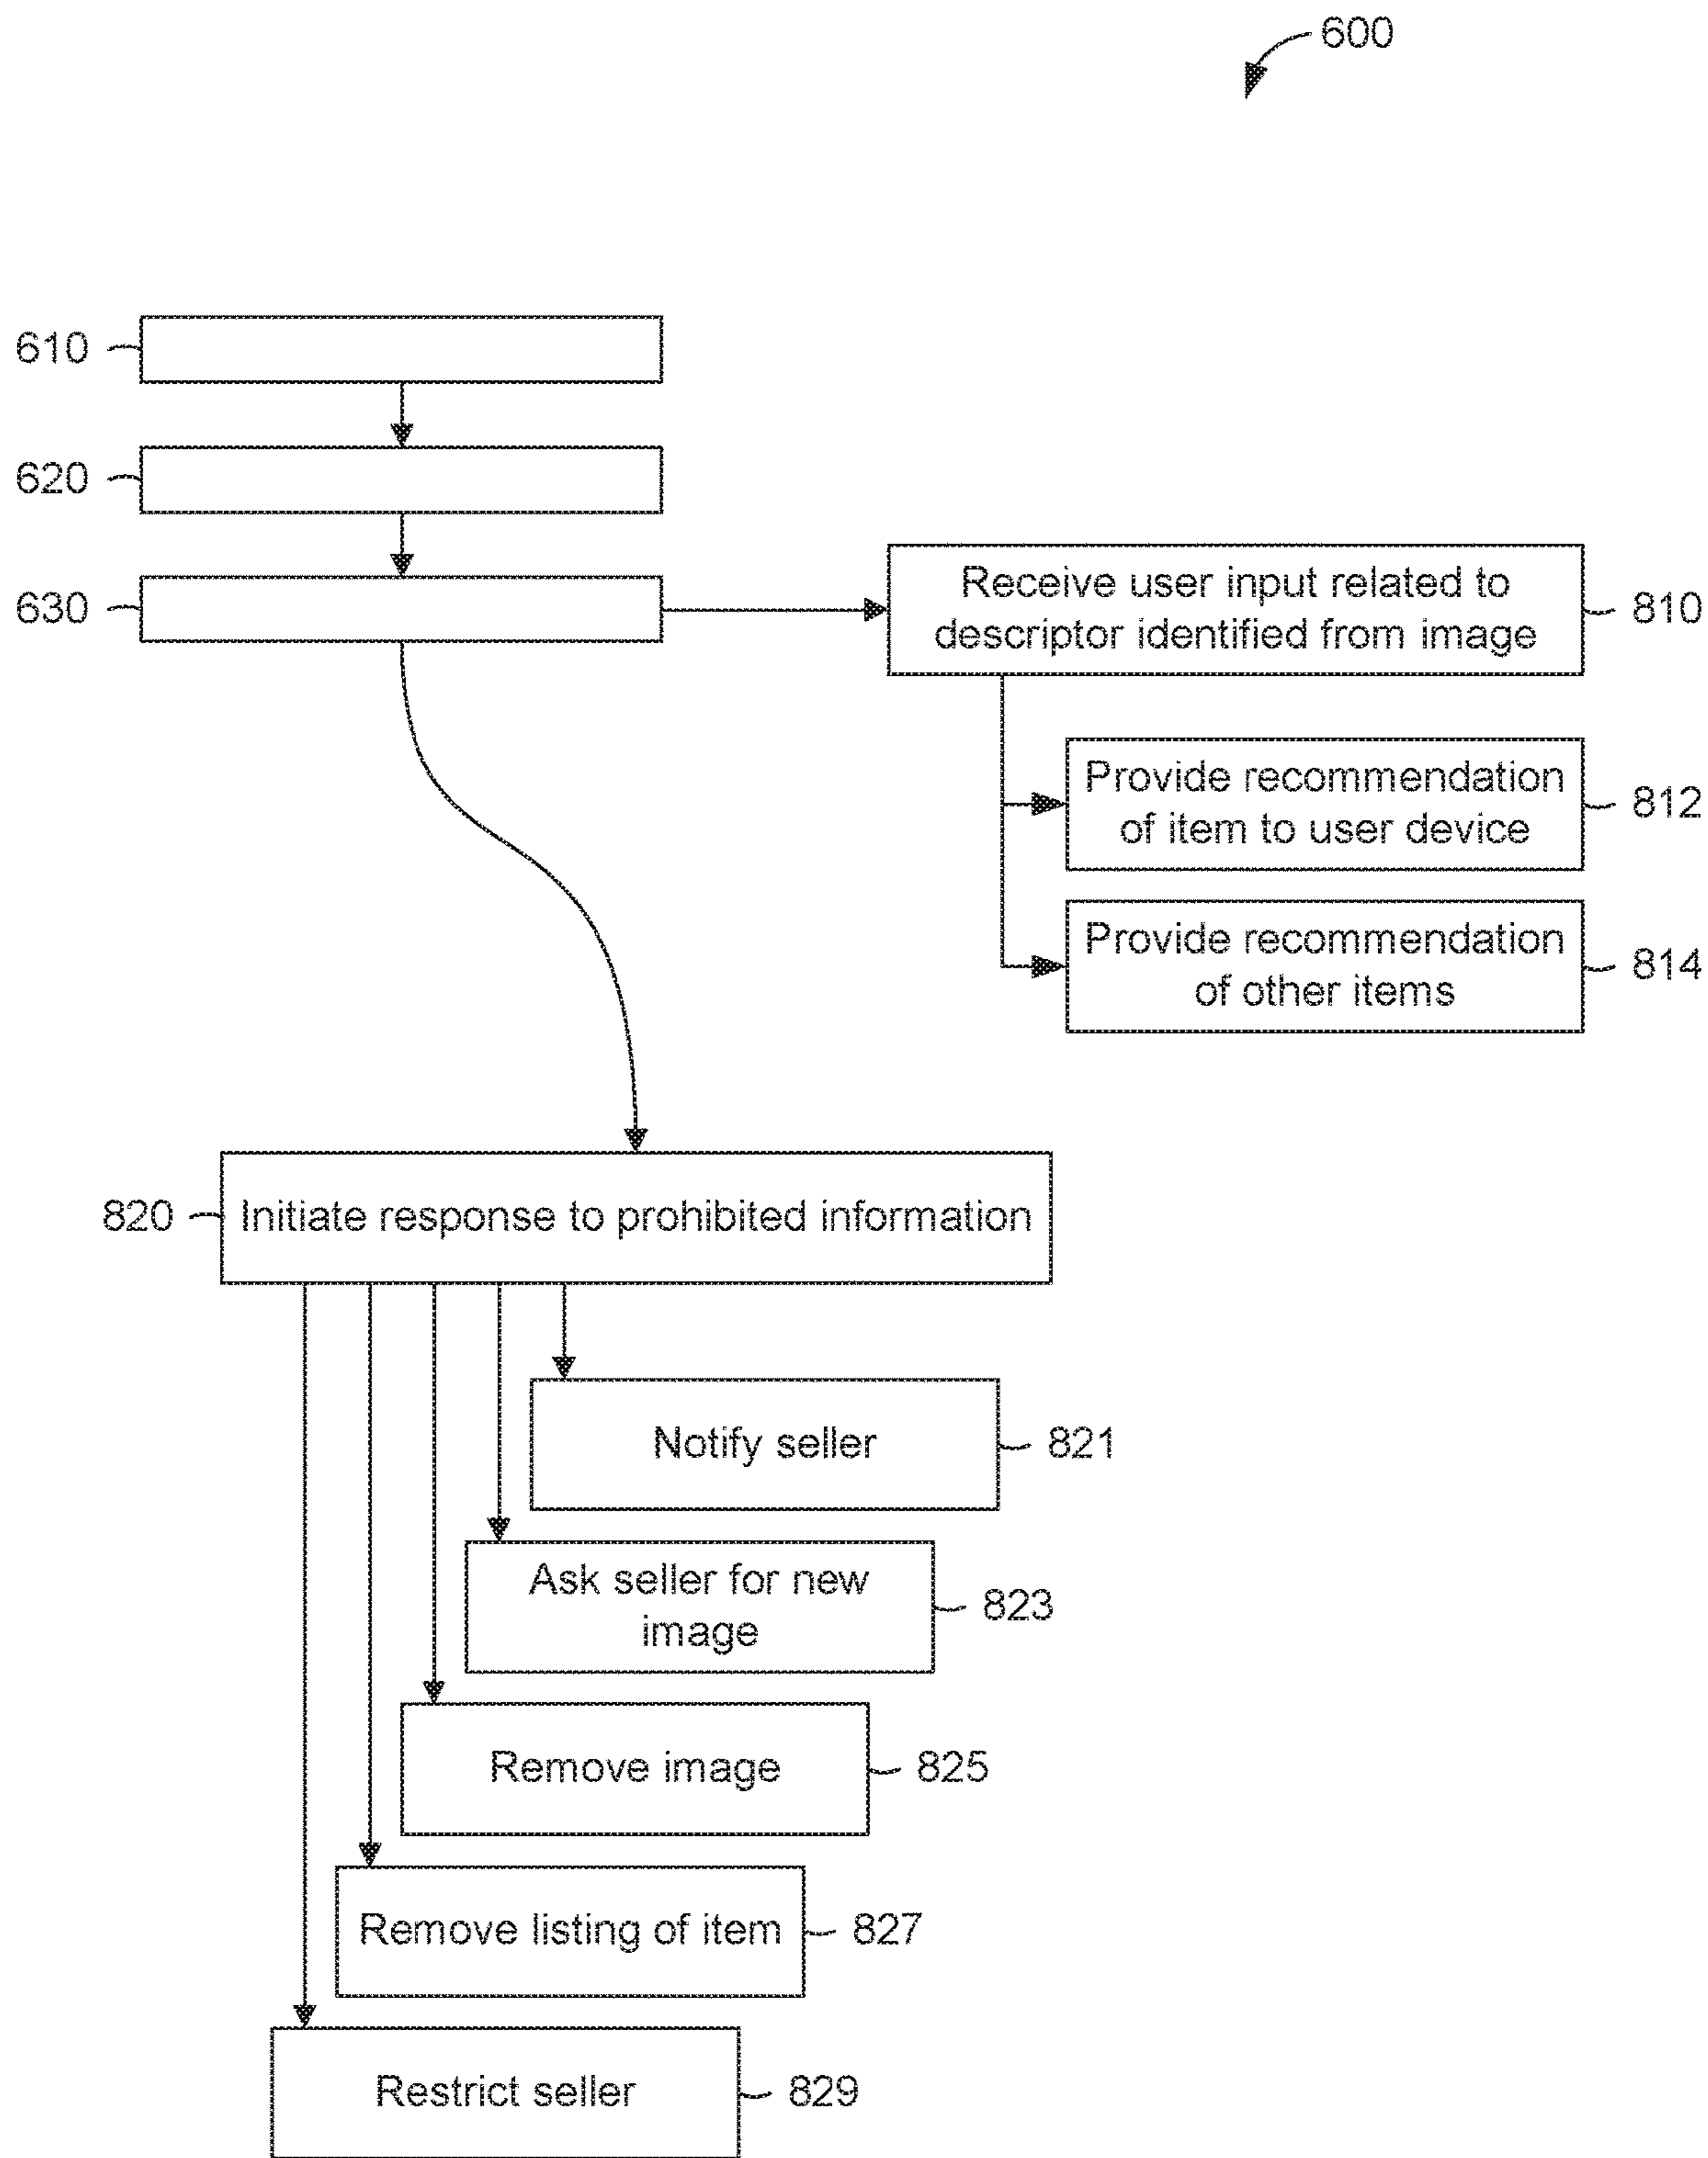 600
610
620
630
Receive user input related to
descriptor identified from image
810
Provide recommendation
of item to user device
812
Provide recommendation
of other items
814
820
Initiate response to prohibited information
Notify seller
821
Ask seller for new
image
823
Remove image
825
Remove listing of item
827
Restrict seller
829